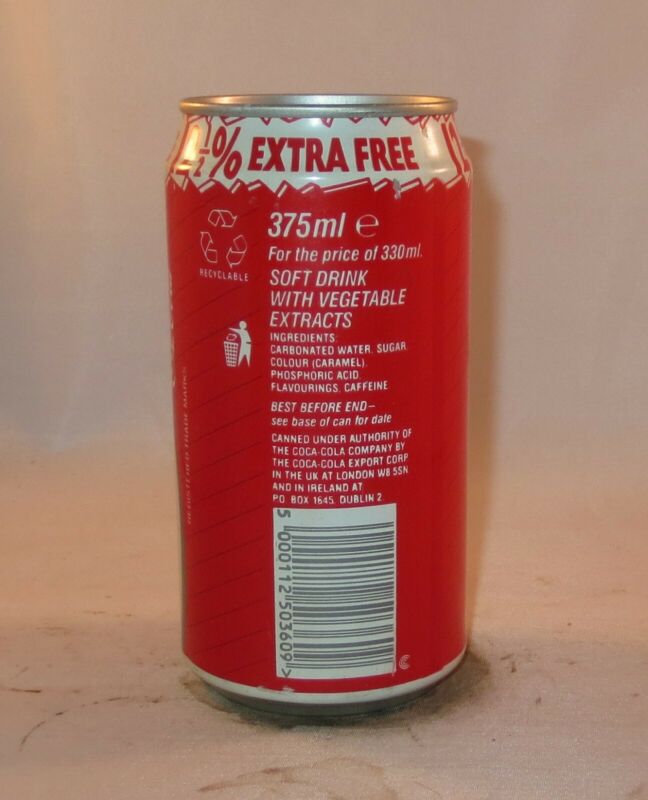 ½% EXTRA FREE
375ml ℮
RECYCLABLE
For the price of 330ml.
SOFT DRINK
WITH VEGETABLE
EXTRACTS
INGREDIENTS:
CARBONATED WATER, SUGAR
COLOUR (CARAMEL),
PHOSPHORIC ACID,
FLAVOURINGS, CAFFEINE
BEST BEFORE END–
see base of can for date
CANNED UNDER AUTHORITY OF
THE COCA-COLA COMPANY BY
THE COCA-COLA EXPORT CORP
IN THE UK AT LONDON W8 5SN
AND IN IRELAND AT
PO BOX 1645, DUBLIN 2
REGISTERED TRADE MARKS
5 000112 503609 >